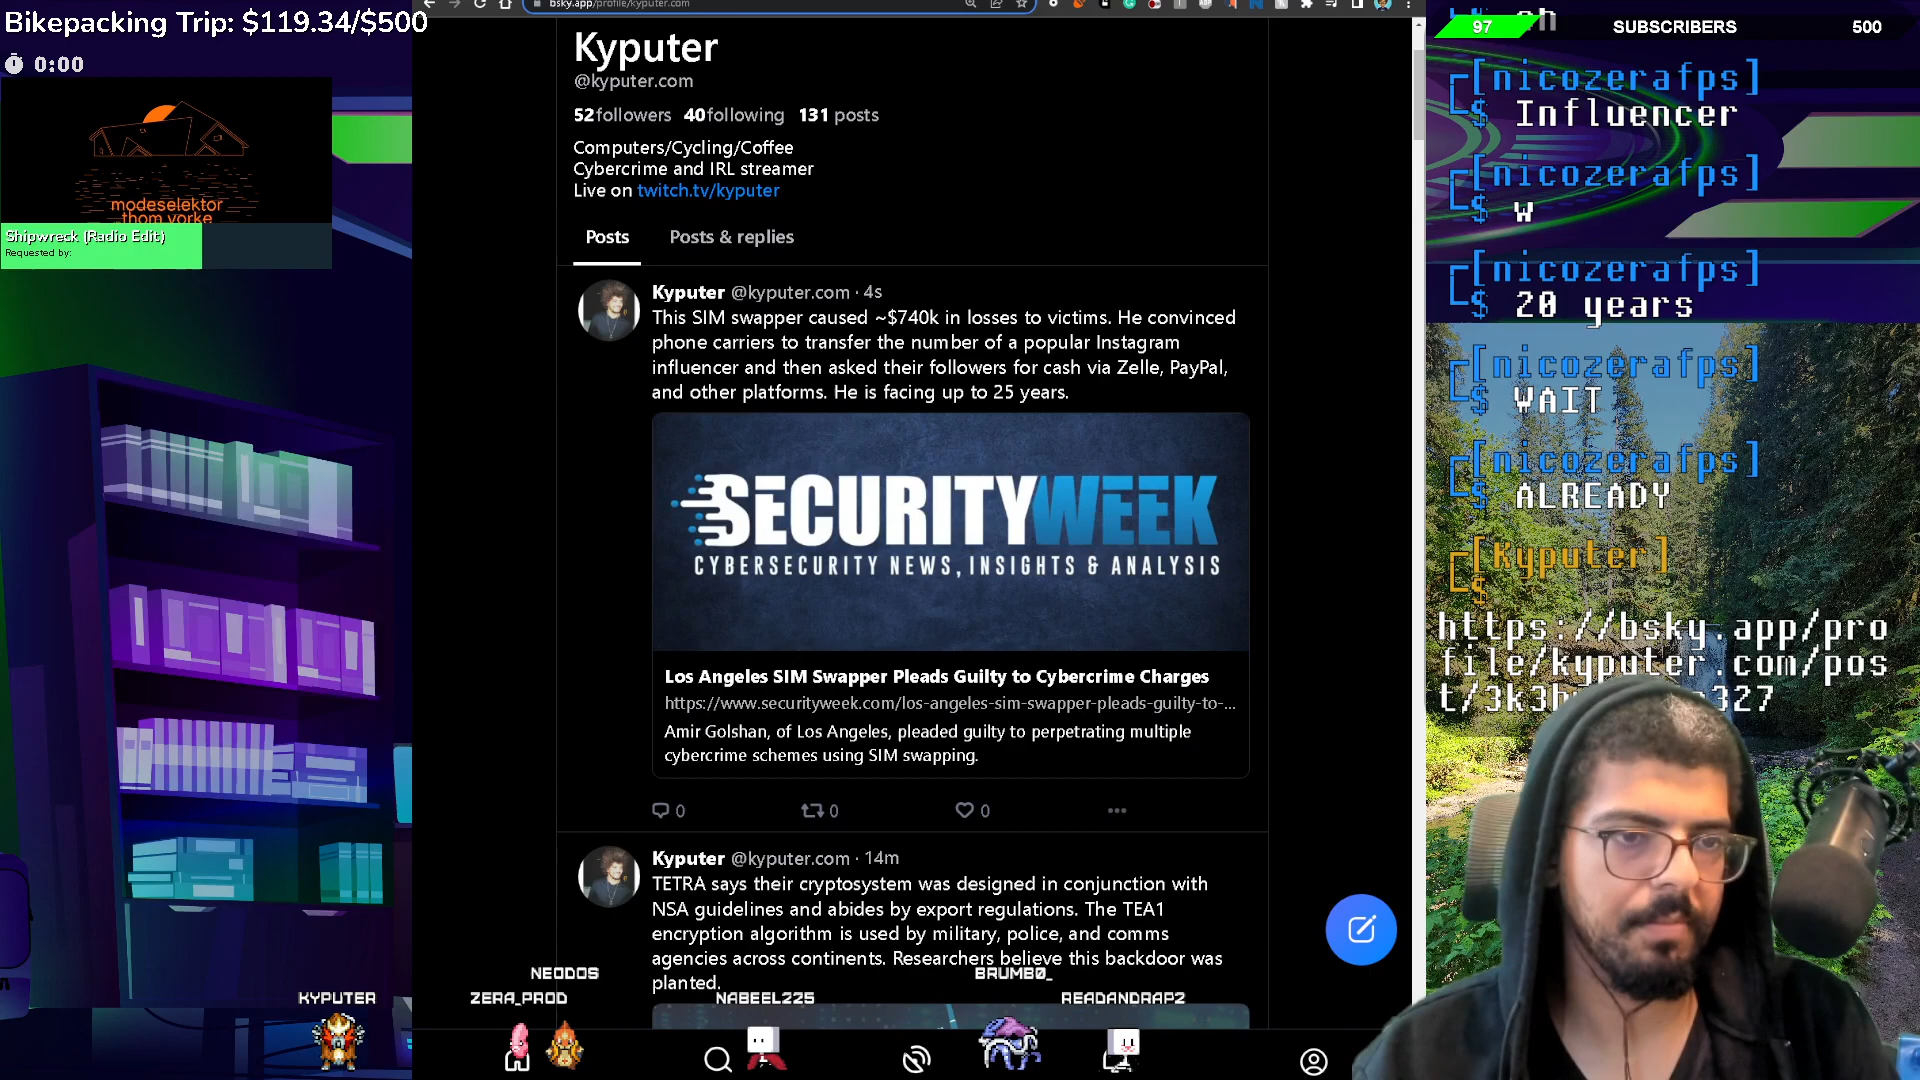 Bikepacking Trip: $119.34/$500
0:00
modeselektor
thom yorke
Shipwreck (Radio Edit)
Requested by:
bsky.app/profile/kyputer.com
Kyputer
@kyputer.com
52 followers 40 following 131 posts
Computers/Cycling/Coffee
Cybercrime and IRL streamer
Live on twitch.tv/kyputer
Posts Posts & replies
Kyputer @kyputer.com · 4s
This SIM swapper caused ~$740k in losses to victims. He convinced
phone carriers to transfer the number of a popular Instagram
influencer and then asked their followers for cash via Zelle, PayPal,
and other platforms. He is facing up to 25 years.
SECURITYWEEK
CYBERSECURITY NEWS, INSIGHTS & ANALYSIS
Los Angeles SIM Swapper Pleads Guilty to Cybercrime Charges
https://www.securityweek.com/los-angeles-sim-swapper-pleads-guilty-to-...
Amir Golshan, of Los Angeles, pleaded guilty to perpetrating multiple
cybercrime schemes using SIM swapping.
0 0 0
Kyputer @kyputer.com · 14m
TETRA says their cryptosystem was designed in conjunction with
NSA guidelines and abides by export regulations. The TEA1
encryption algorithm is used by military, police, and comms
agencies across continents. Researchers believe this backdoor was
planted.
NEODOS
BRUMB0_
KYPUTER
ZERA_PROD
NABEEL225
READANDRAP2
97 SUBSCRIBERS 500
[nicozerafps]
$ Influencer
[nicozerafps]
$ W
[nicozerafps]
$ 20 years
[nicozerafps]
$ WAIT
[nicozerafps]
$ ALREADY
[Kyputer]
$
https://bsky.app/pro
file/kyputer.com/pos
t/3k3h 327